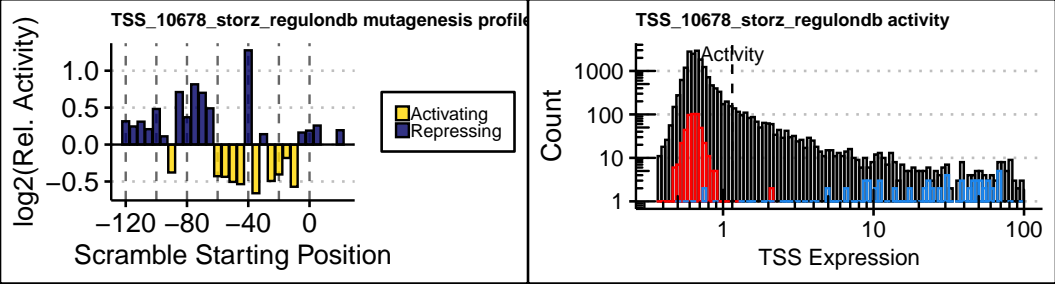 TSS_10678_storz_regulondb mutagenesis profile
log2(Rel. Activity)
1.0
0.5
0.0
−0.5
−120
−80
−40
0
Scramble Starting Position
Activating
Repressing
TSS_10678_storz_regulondb activity
Activity
Count
1000
100
10
1
1
10
100
TSS Expression